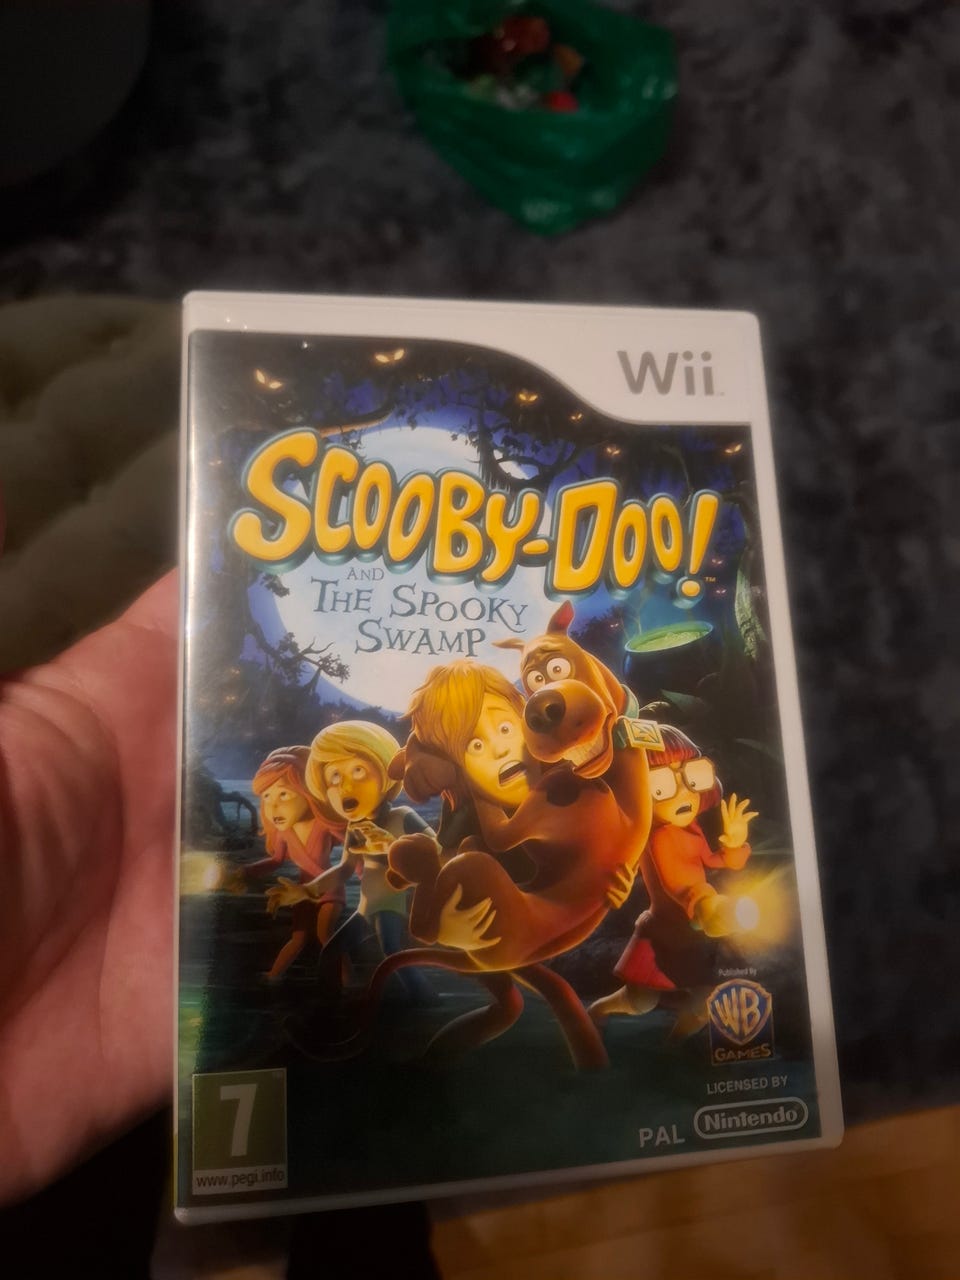 Wii
SCOOBY-DOO!™
AND
THE SPOOKY
SWAMP
Published By
WB
GAMES
LICENSED BY
Nintendo
PAL
7
www.pegi.info